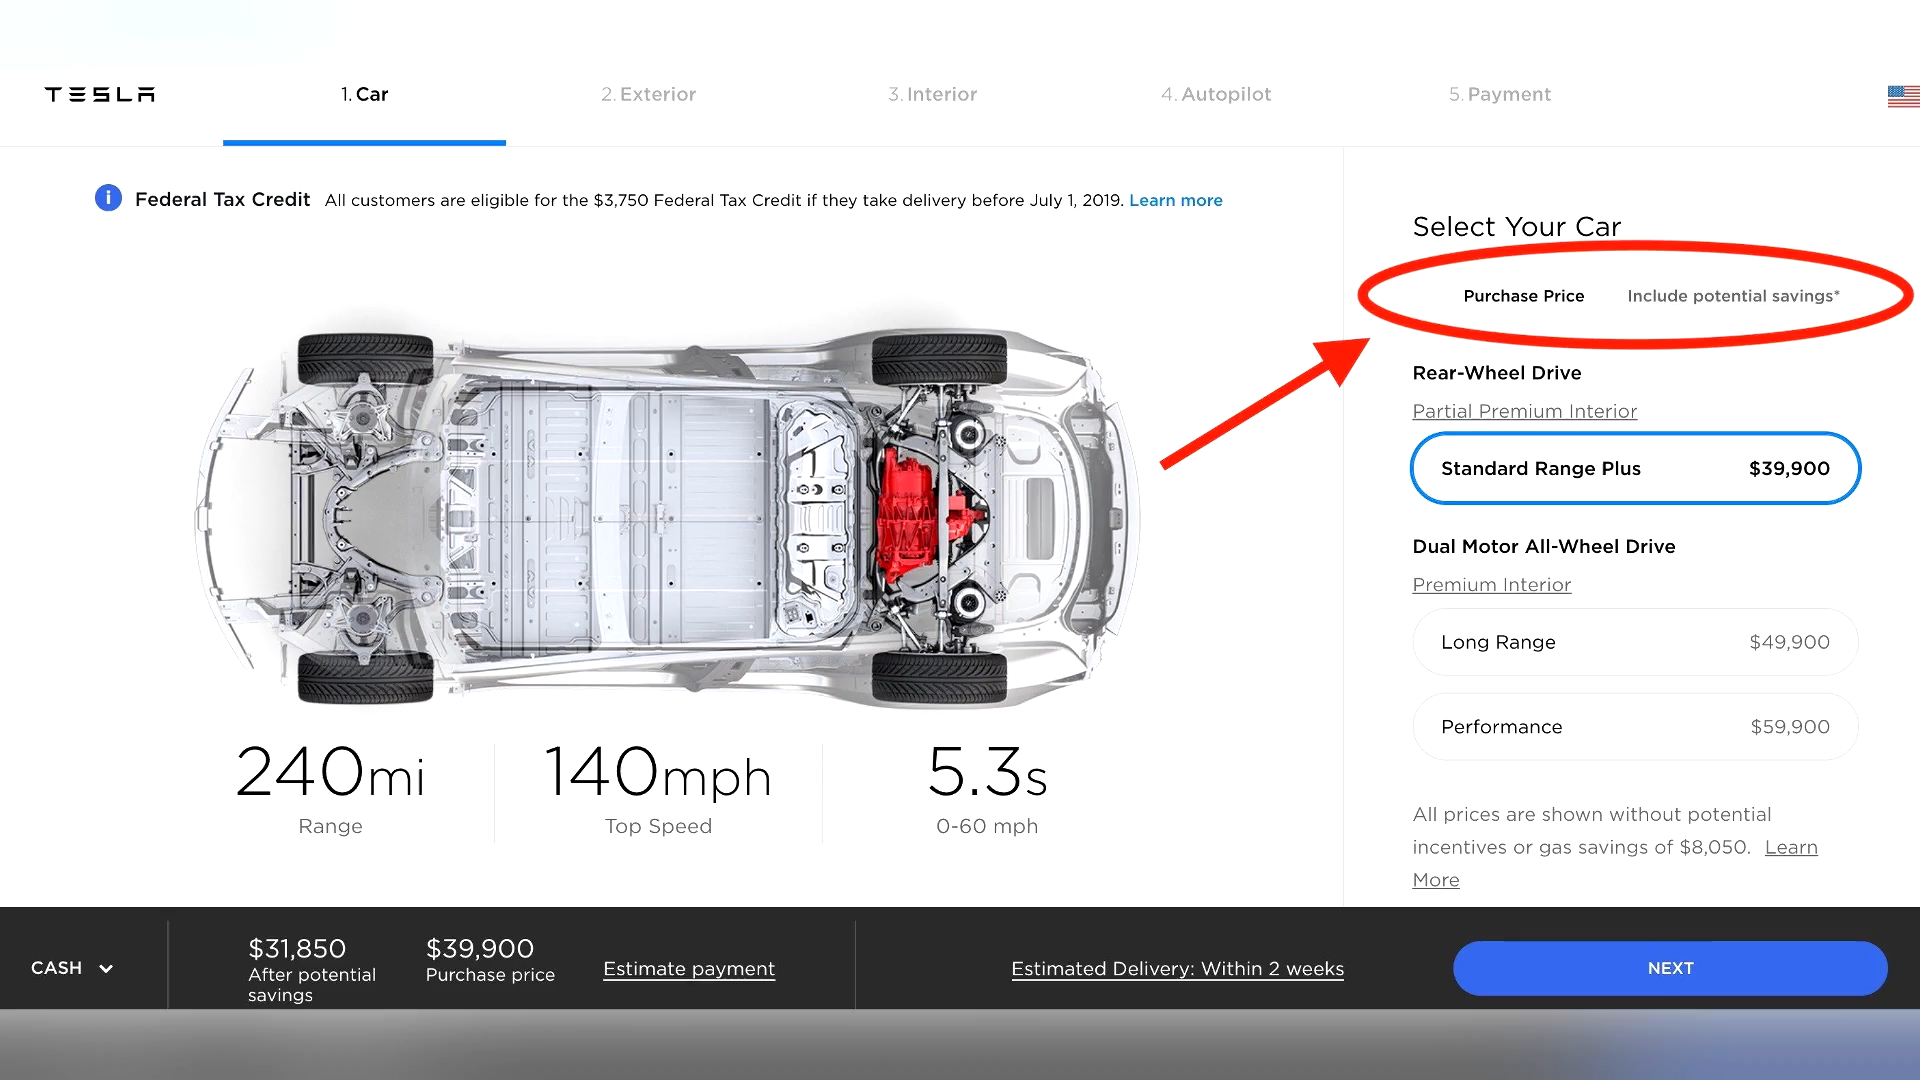 TESLA
1. Car
2. Exterior
3. Interior
4. Autopilot
5. Payment
i Federal Tax Credit All customers are eligible for the $3,750 Federal Tax Credit if they take delivery before July 1, 2019. Learn more
Select Your Car
Purchase Price Include potential savings*
Rear-Wheel Drive
Partial Premium Interior
Standard Range Plus $39,900
Dual Motor All-Wheel Drive
Premium Interior
Long Range $49,900
Performance $59,900
All prices are shown without potential
incentives or gas savings of $8,050. Learn
More
240mi
Range
140mph
Top Speed
5.3s
0-60 mph
CASH
$31,850
After potential
savings
$39,900
Purchase price
Estimate payment
Estimated Delivery: Within 2 weeks
NEXT